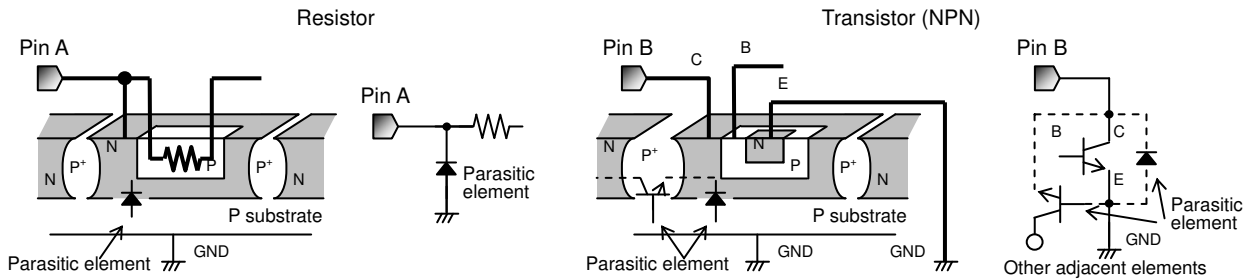 Resistor
Pin A
N
P⁺
N
P
P⁺
N
P substrate
GND
Parasitic element
Pin A
Parasitic
element
Transistor (NPN)
Pin B
C
B
E
N
P⁺
N
P
P⁺
N
P substrate
GND
GND
Parasitic element
Pin B
B
C
E
Parasitic
element
GND
Other adjacent elements